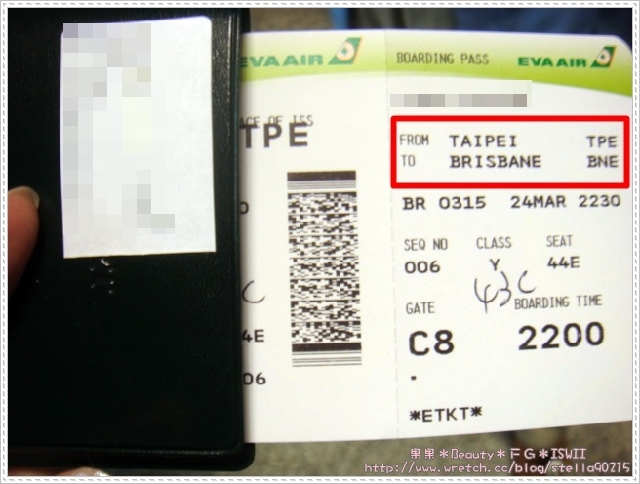 EVA AIR
ACE OF ISS
TPE
4E
06
BOARDING PASS EVA AIR
FROM TAIPEI TPE
TO BRISBANE BNE
BR 0315 24MAR 2230
SEQ NO CLASS SEAT
006 Y 44E
43C
GATE BOARDING TIME
C8 2200
*ETKT*
果果*Beauty*FG*ISWII
http://www.wretch.cc/blog/stella90215